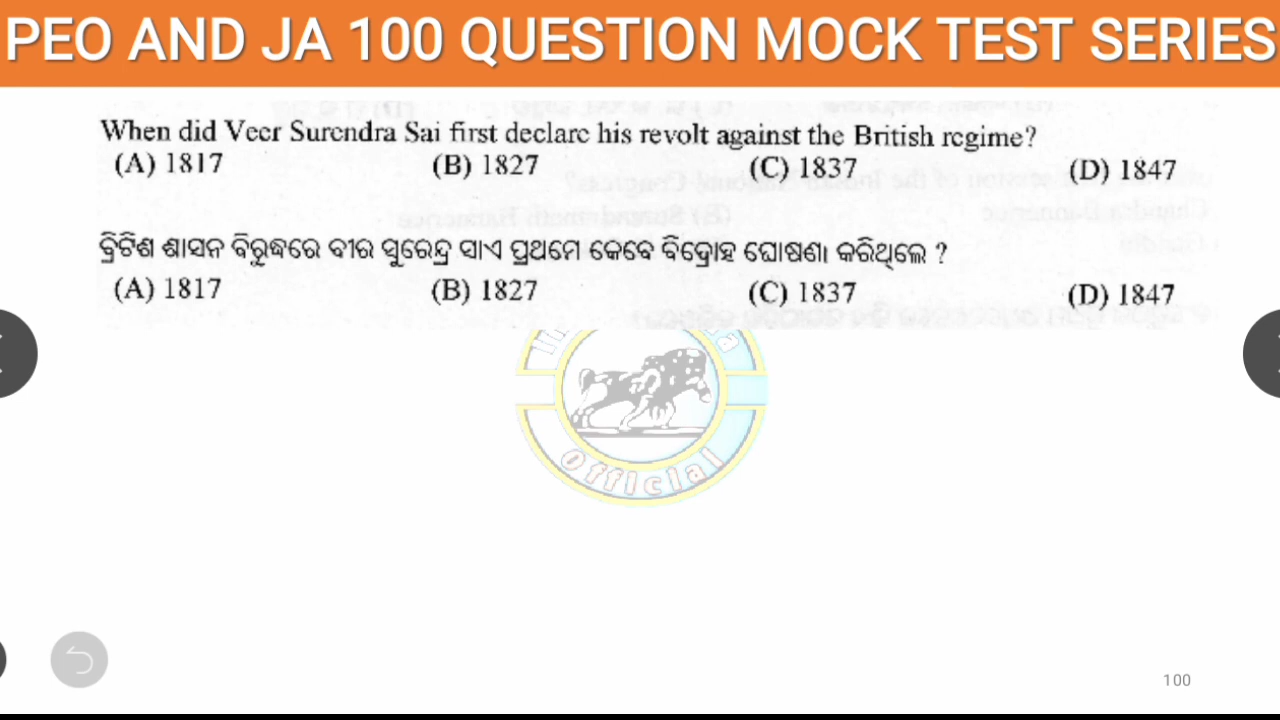 PEO AND JA 100 QUESTION MOCK TEST SERIES
When did Veer Surendra Sai first declare his revolt against the British regime?
(A) 1817 (B) 1827 (C) 1837 (D) 1847
ବ୍ରିଟିଶ ଶାସନ ବିରୁଦ୍ଧରେ ବୀର ସୁରେନ୍ଦ୍ର ସାଏ ପ୍ରଥମେ କେବେ ବିଦ୍ରୋହ ଘୋଷଣା କରିଥିଲେ ?
(A) 1817 (B) 1827 (C) 1837 (D) 1847
Official
100